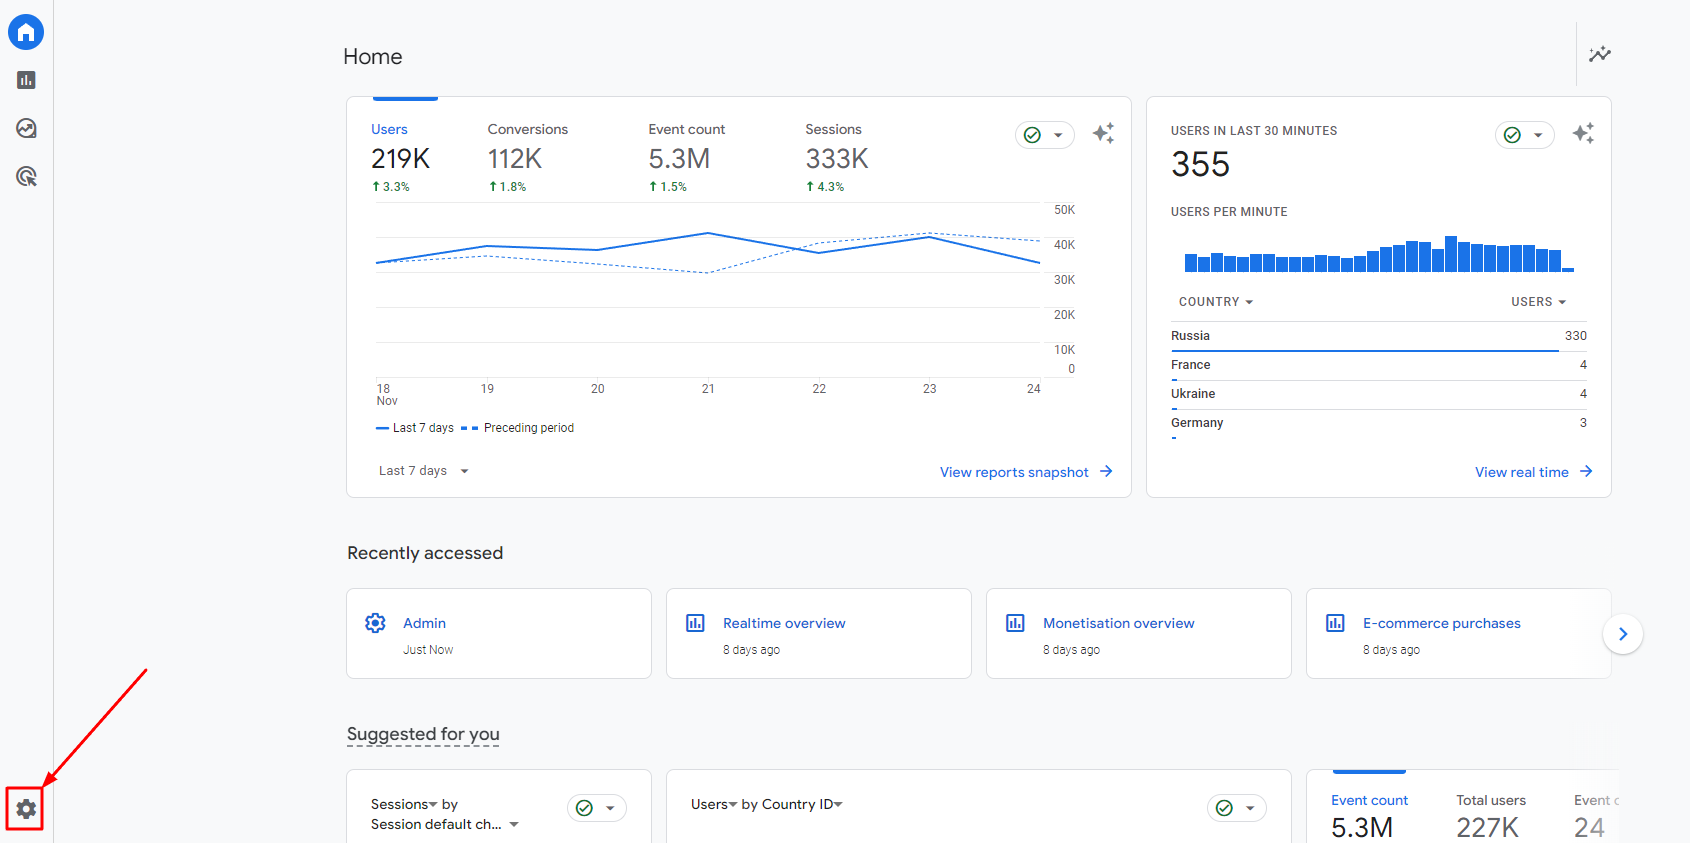 Home
Users
Conversions
Event count
Sessions
219K
112K
5.3M
333K
3.3%
1.8%
1.5%
4.3%
50K
40K
30K
20K
10K
0
18
Nov
19
20
21
22
23
24
Last 7 days
Preceding period
Last 7 days
View reports snapshot
USERS IN LAST 30 MINUTES
355
USERS PER MINUTE
COUNTRY
USERS
Russia
330
France
4
Ukraine
4
Germany
3
View real time
Recently accessed
Admin
Just Now
Realtime overview
8 days ago
Monetisation overview
8 days ago
E-commerce purchases
8 days ago
Suggested for you
Sessions by
Session default ch...
Users by Country ID
Event count
5.3M
Total users
227K
Event
24